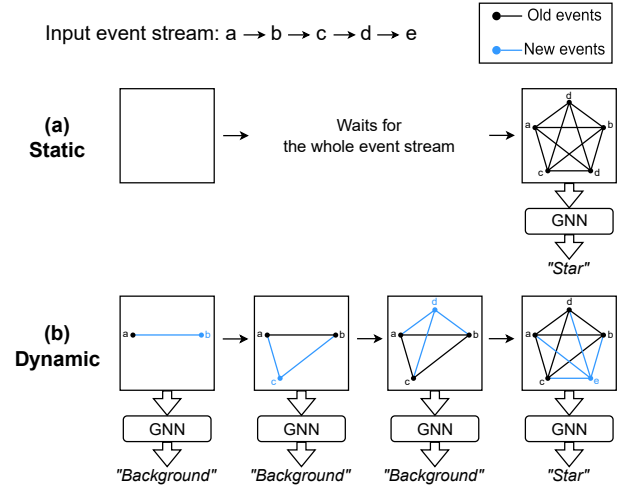 Input event stream: a → b → c → d → e
Old events
New events
(a)
Static
Waits for
the whole event stream
d
a
b
c
d
GNN
"Star"
(b)
Dynamic
a
b
a
b
c
d
a
b
c
d
a
b
c
e
GNN
GNN
GNN
GNN
"Background"
"Background"
"Background"
"Star"